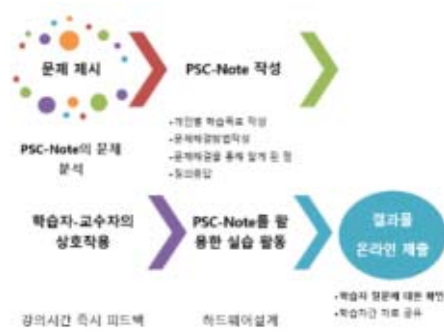 문제 제시
PSC-Note 작성
PSC-Note의 문제
분석
•개인별 학습목표 작성
•문제해결방법작성
•문제해결을 통해 알게 된 점
•질의응답
학습자-교수자의
상호작용
PSC-Note를 활
용한 실습 활동
결과물
온라인 제출
강의시간 즉시 피드백
하드웨어설계
•학습자 질문에 대한 확인
•학습자간 자료 공유